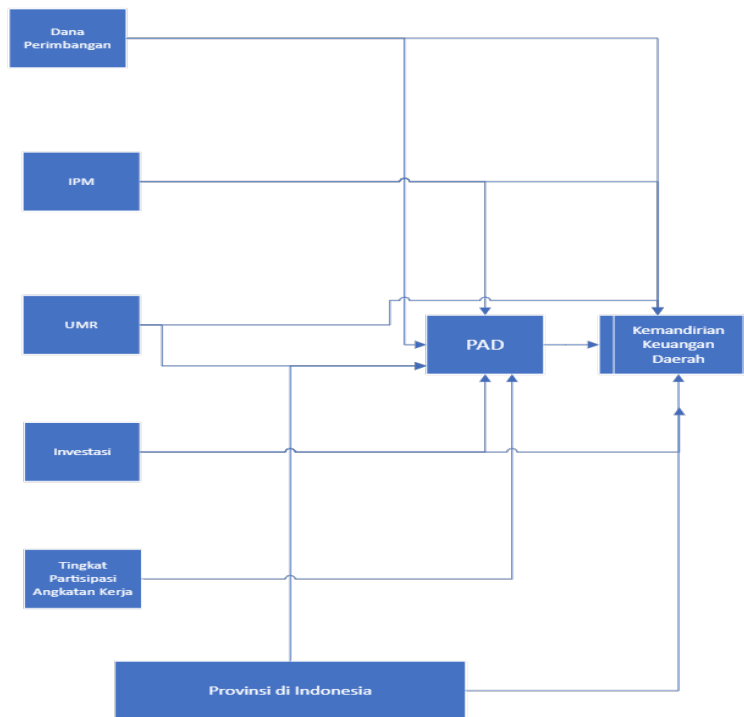 Dana
Perimbangan
IPM
UMR
PAD
Kemandirian
Keuangan
Daerah
Investasi
Tingkat
Partisipasi
Angkatan Kerja
Provinsi di Indonesia